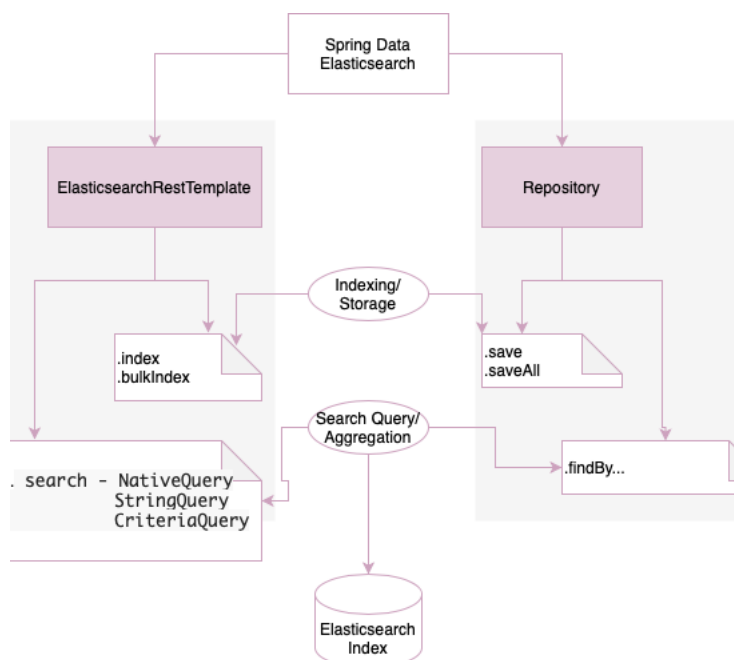 Spring Data
Elasticsearch
ElasticsearchRestTemplate
Repository
Indexing/
Storage
.index
.bulkIndex
.save
.saveAll
Search Query/
Aggregation
. search - NativeQuery
StringQuery
CriteriaQuery
.findBy...
Elasticsearch
Index